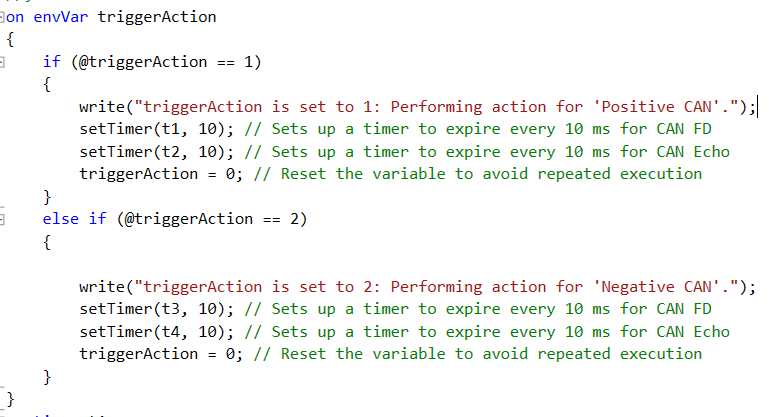 on envVar triggerAction
{
if (@triggerAction == 1)
{
write("triggerAction is set to 1: Performing action for 'Positive CAN'.");
setTimer(t1, 10); // Sets up a timer to expire every 10 ms for CAN FD
setTimer(t2, 10); // Sets up a timer to expire every 10 ms for CAN Echo
triggerAction = 0; // Reset the variable to avoid repeated execution
}
else if (@triggerAction == 2)
{
write("triggerAction is set to 2: Performing action for 'Negative CAN'.");
setTimer(t3, 10); // Sets up a timer to expire every 10 ms for CAN FD
setTimer(t4, 10); // Sets up a timer to expire every 10 ms for CAN Echo
triggerAction = 0; // Reset the variable to avoid repeated execution
}
}